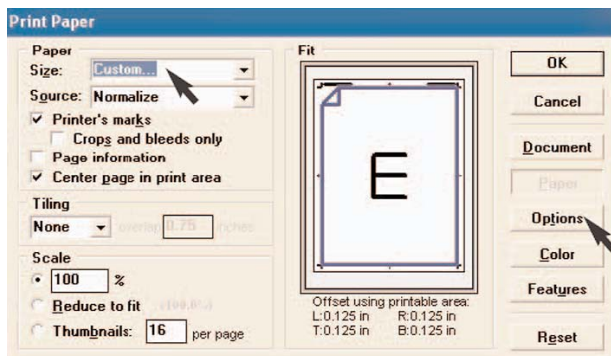 Print Paper
Paper
Size: Custom...
Source: Normalize
Printer's marks
Crops and bleeds only
Page information
Center page in print area
Tiling
None overlap 0.75 inches
Scale
100 %
Reduce to fit
Thumbnails: 16 per page
Fit
E
Offset using printable area:
L:0.125 in R:0.125 in
T:0.125 in B:0.125 in
OK
Cancel
Document
Paper
Options
Color
Features
Reset